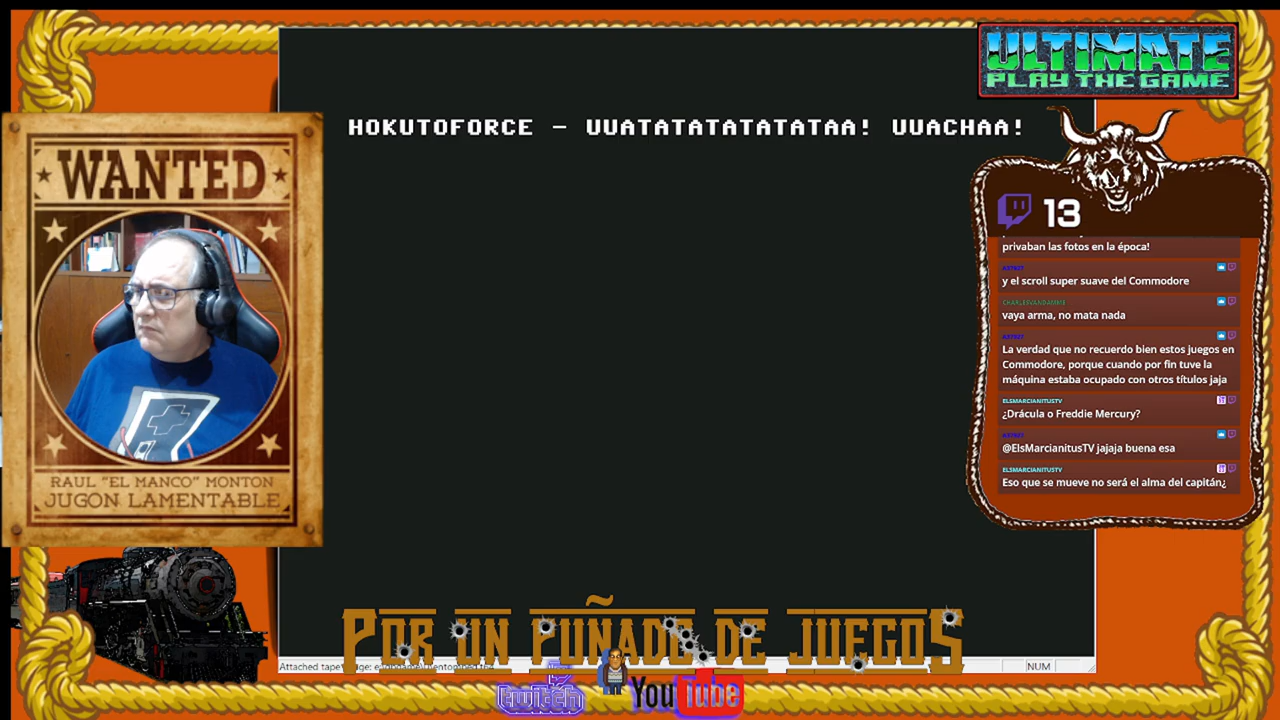 ULTIMATE
PLAY THE GAME
HOKUTOFORCE - UUATATATATATATAA! UUACHAA!
WANTED
RAUL "EL MANCO" MONTON
JUGON LAMENTABLE
13
privaban las fotos en la época!
y el scroll super suave del Commodore
CHARLESVANDAMME
vaya arma, no mata nada
La verdad que no recuerdo bien estos juegos en
Commodore, porque cuando por fin tuve la
máquina estaba ocupado con otros títulos jaja
ELSMARCIANITUSTV
¿Drácula o Freddie Mercury?
@ElsMarcianitusTV jajaja buena esa
ELSMARCIANITUSTV
Eso que se mueve no será el alma del capitán¿
POR UN PUÑADO DE JUEGOS
Attached tape
NUM
twitch
YouTube